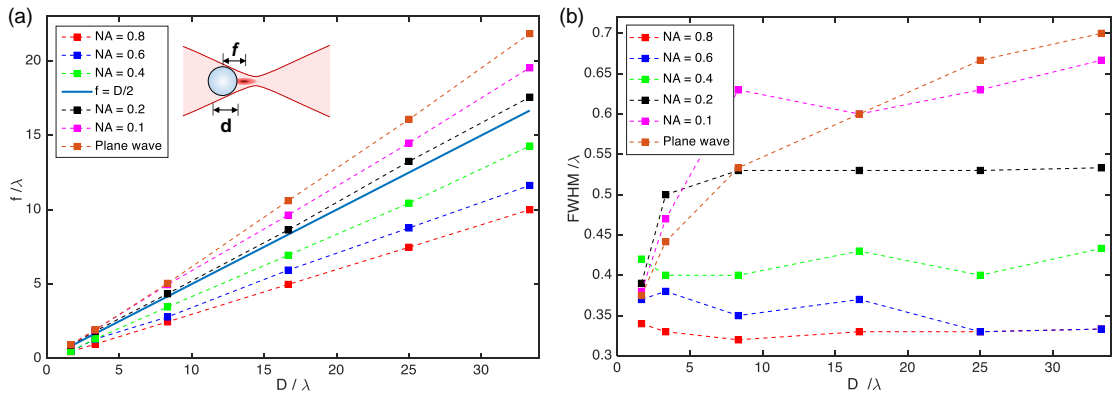 (a)
NA = 0.8
NA = 0.6
NA = 0.4
f = D/2
NA = 0.2
NA = 0.1
Plane wave
f
d
20
15
10
5
0
f /λ
0
5
10
15
20
25
30
D / λ
(b)
NA = 0.8
NA = 0.6
NA = 0.4
NA = 0.2
NA = 0.1
Plane wave
0.7
0.65
0.6
0.55
0.5
0.45
0.4
0.35
0.3
FWHM /λ
0
5
10
15
20
25
30
D /λ